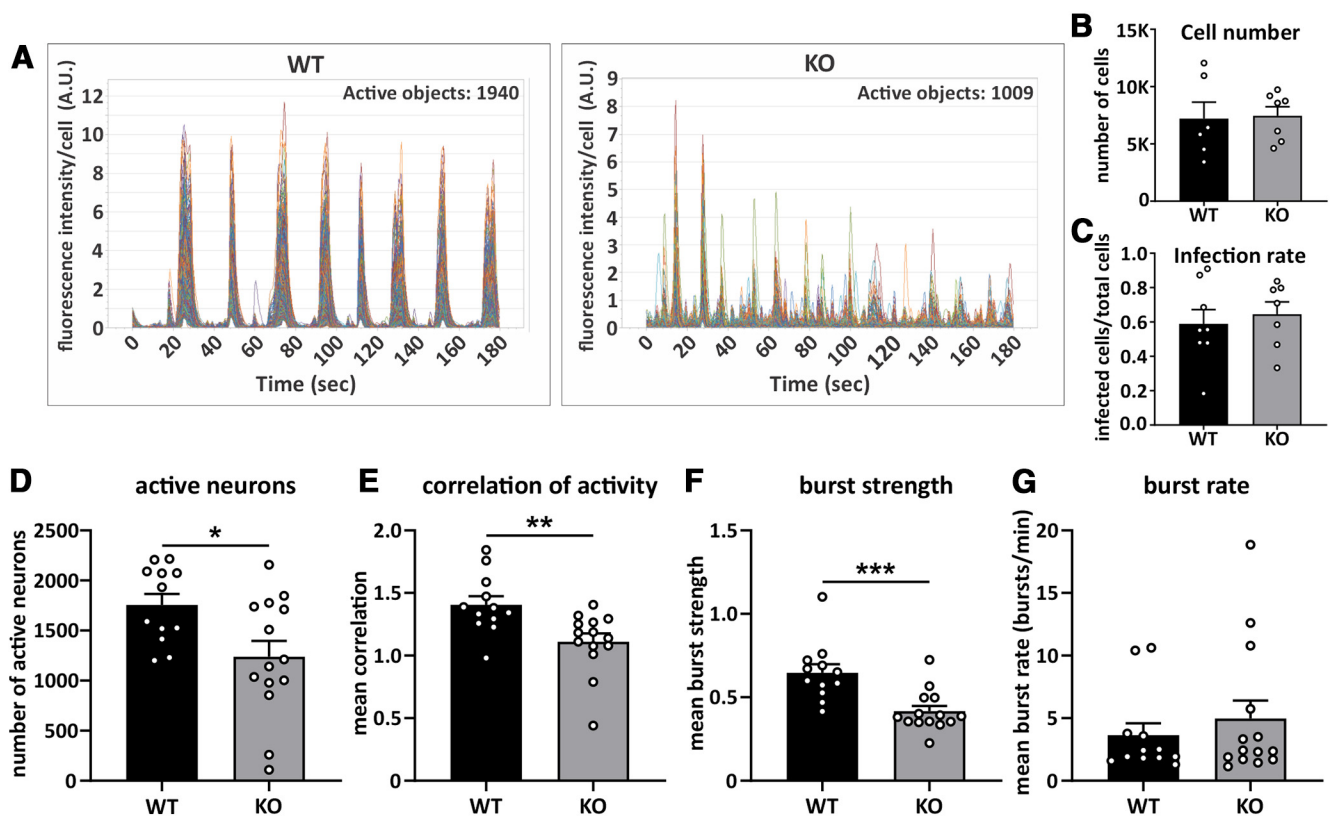 A
WT
Active objects: 1940
fluorescence intensity/cell (A.U.)
12
10
8
6
4
2
0
0 20 40 60 80 100 120 140 160 180
Time (sec)
KO
Active objects: 1009
fluorescence intensity/cell (A.U.)
9
8
7
6
5
4
3
2
1
0
0 20 40 60 80 100 120 140 160 180
Time (sec)
B
Cell number
number of cells
15K
10K
5K
0
WT KO
C
Infection rate
infected cells/total cells
1.0
0.8
0.6
0.4
0.2
0.0
WT KO
D
active neurons
number of active neurons
2500
2000
1500
1000
500
0
*
WT KO
E
correlation of activity
mean correlation
2.0
1.5
1.0
0.5
0
**
WT KO
F
burst strength
mean burst strength
1.5
1.0
0.5
0
***
WT KO
G
burst rate
mean burst rate (bursts/min)
20
15
10
5
0
WT KO